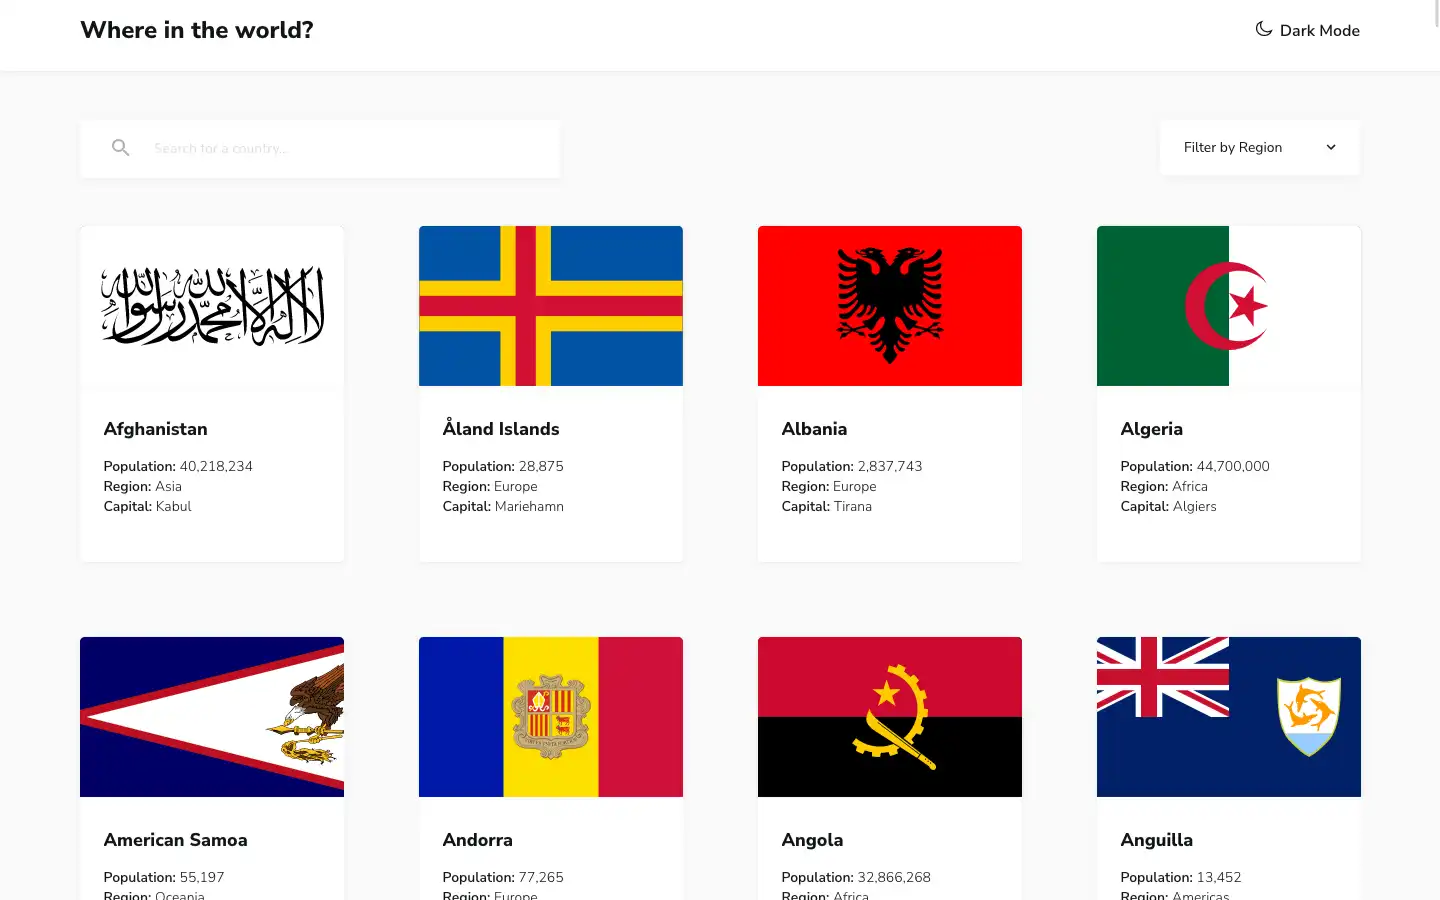 Where in the world?
Dark Mode
Search for a country...
Filter by Region
لا إله إلا الله محمد رسول الله
Afghanistan
Population: 40,218,234
Region: Asia
Capital: Kabul
Åland Islands
Population: 28,875
Region: Europe
Capital: Mariehamn
Albania
Population: 2,837,743
Region: Europe
Capital: Tirana
Algeria
Population: 44,700,000
Region: Africa
Capital: Algiers
American Samoa
Population: 55,197
Region: Oceania
Andorra
Population: 77,265
Region: Europe
Angola
Population: 32,866,268
Region: Africa
Anguilla
Population: 13,452
Region: Americas